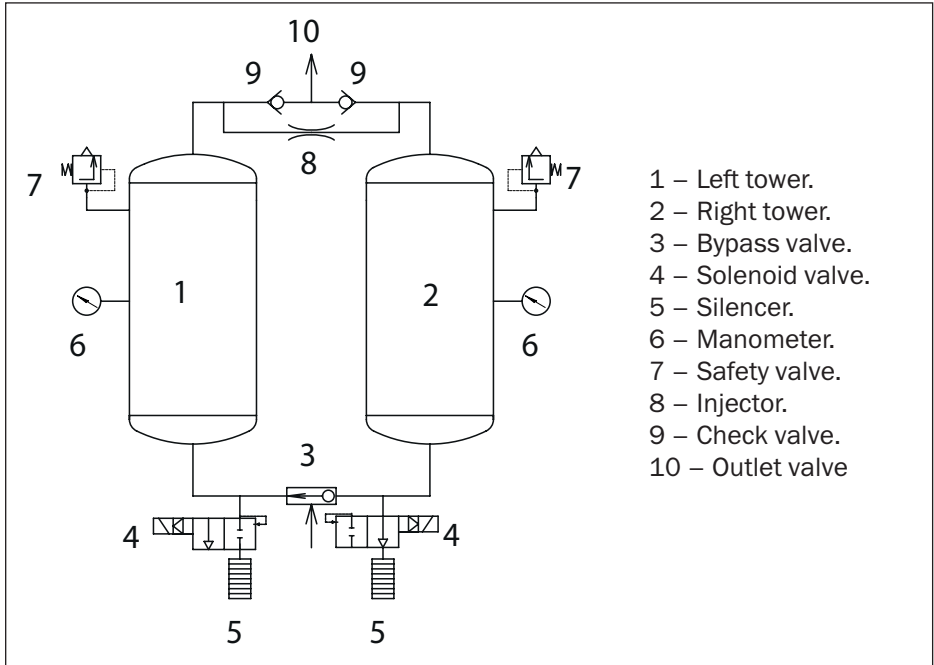 10
9 9
8
7 7
1 2
6 6
3
4 4
5 5
1 – Left tower.
2 – Right tower.
3 – Bypass valve.
4 – Solenoid valve.
5 – Silencer.
6 – Manometer.
7 – Safety valve.
8 – Injector.
9 – Check valve.
10 – Outlet valve